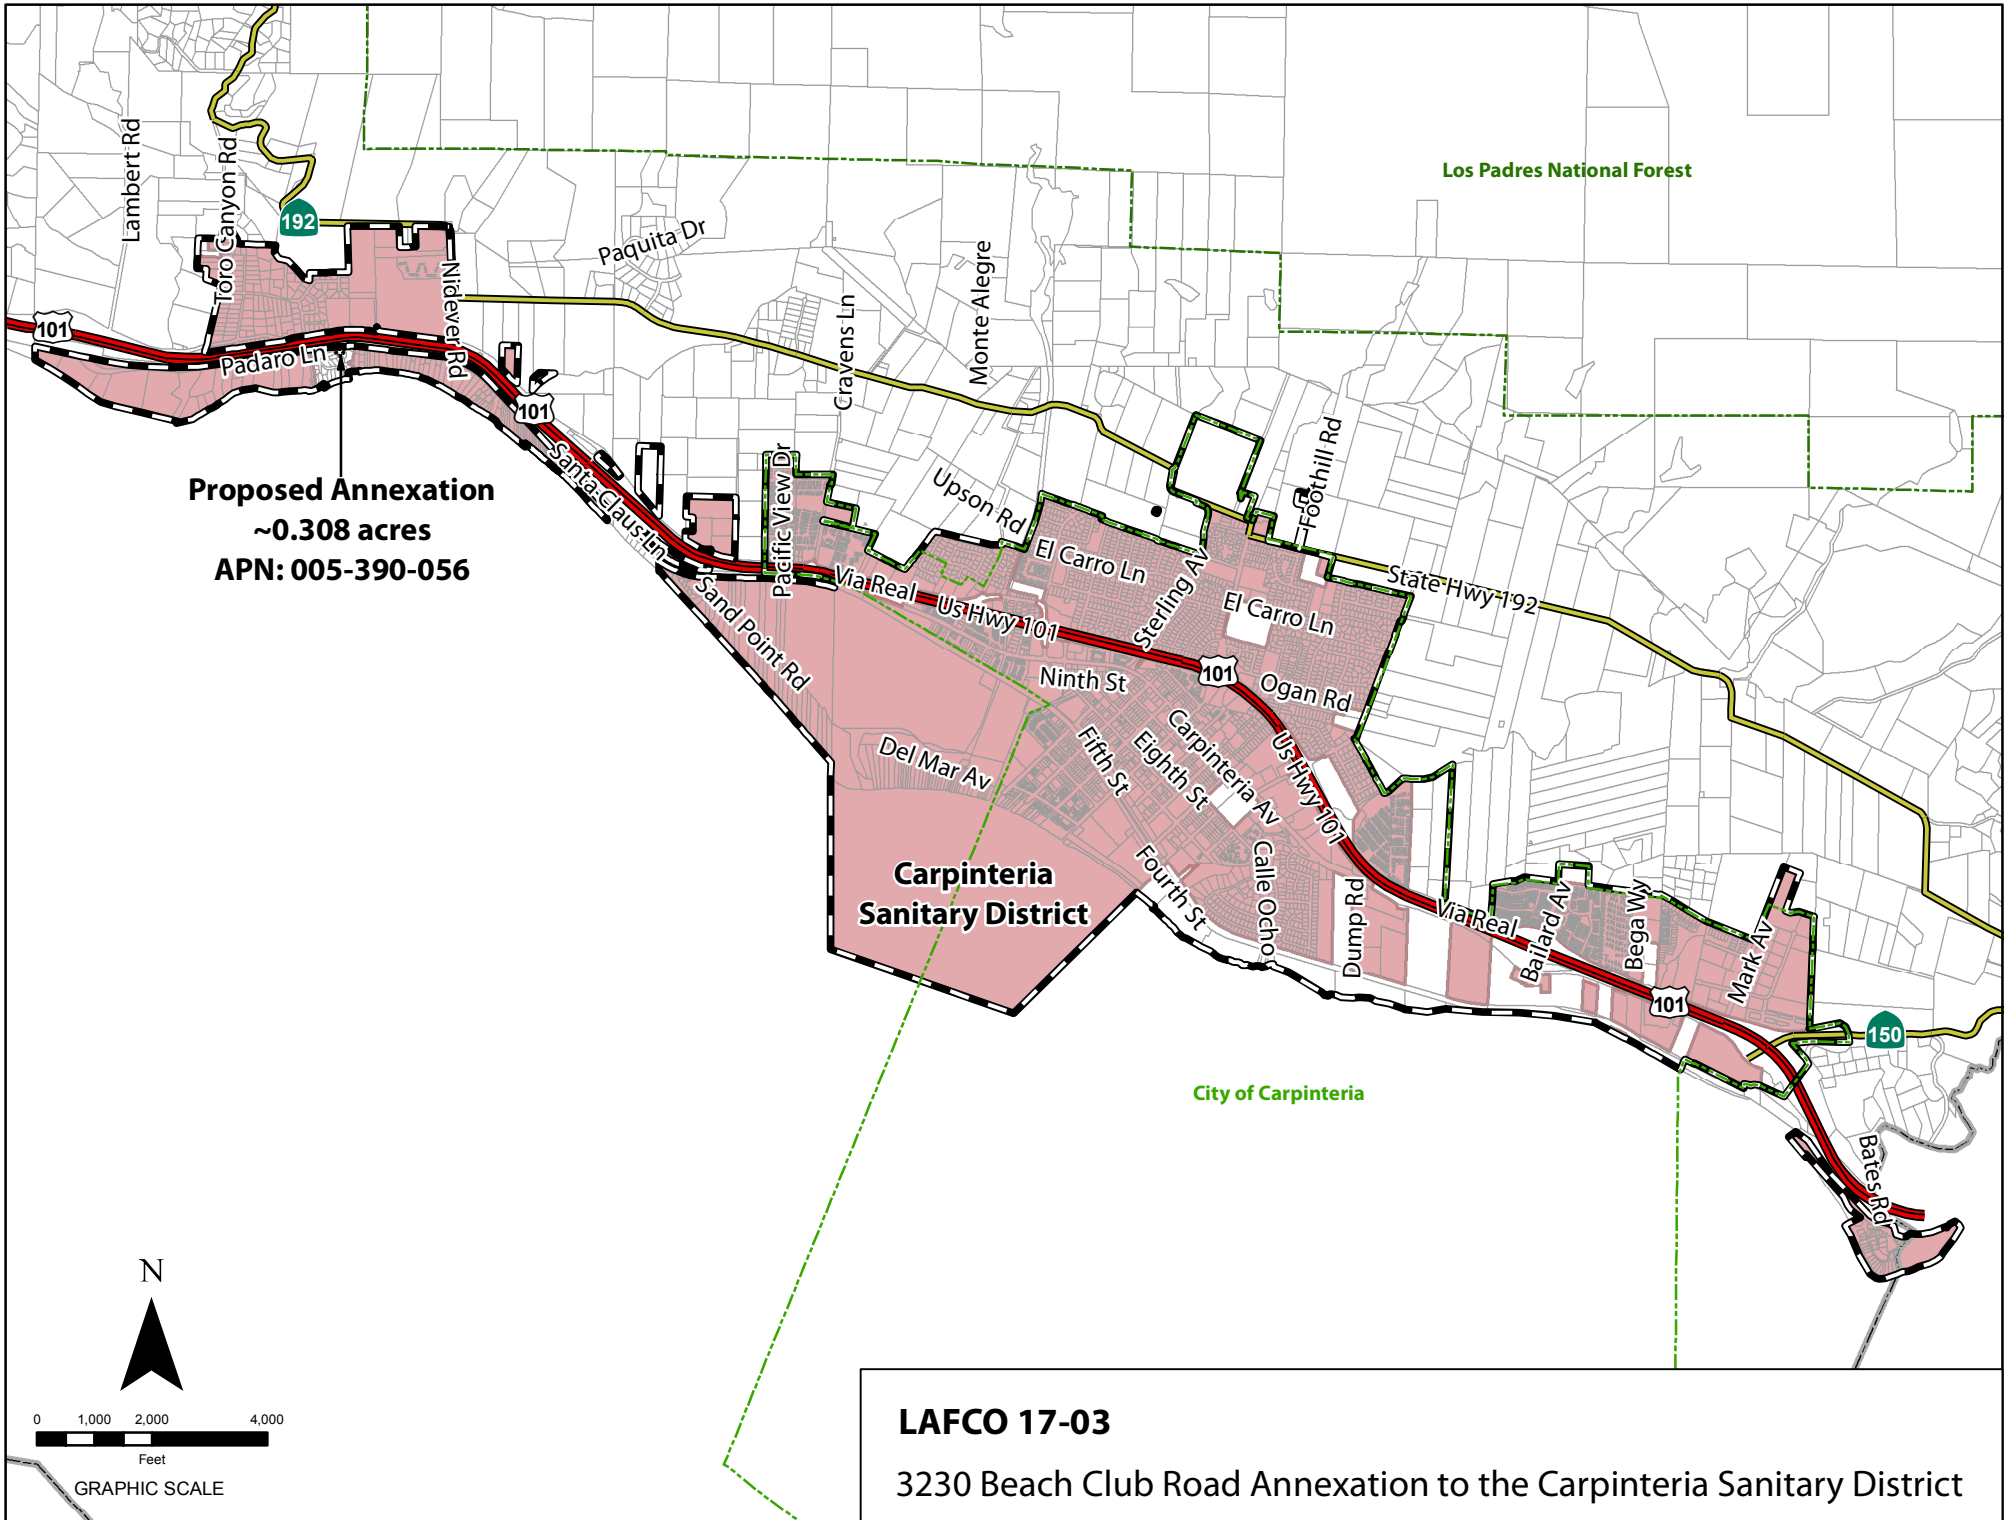 Los Padres National Forest
Lambert Rd
Toro Canyon Rd
192
Paquita Dr
Nidever Rd
Cravens Ln
Monte Alegre
101
Padaro Ln
101
Foothill Rd
Proposed Annexation
~0.308 acres
APN: 005-390-056
Santa Claus Ln
Pacific View Dr
Upson Rd
El Carro Ln
Sterling Av
State Hwy 192
Via Real
Us Hwy 101
El Carro Ln
Sand Point Rd
Ninth St
101
Ogan Rd
Del Mar Av
Fifth St
Eighth St
Carpinteria Av
Us Hwy 101
Carpinteria
Sanitary District
Fourth St
Calle Ocho
Dump Rd
Via Real
Bailard Av
Bega Wy
Mark Av
101
150
City of Carpinteria
Bates Rd
N
0 1,000 2,000 4,000
Feet
GRAPHIC SCALE
LAFCO 17-03
3230 Beach Club Road Annexation to the Carpinteria Sanitary District